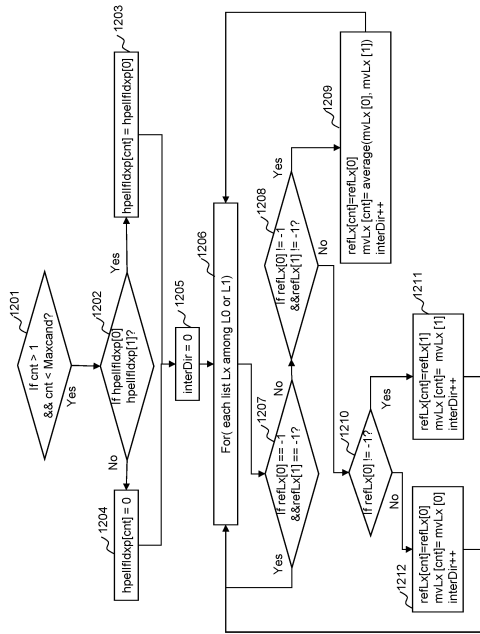 1201
If cnt > 1
&& cnt < Maxcand?
Yes
1202
If hpelIfIdxp[0]
hpelIfIdxp[1]?
Yes
No
1203
hpelIfIdxp[cnt] = hpelIfIdxp[0]
1204
hpelIfIdxp[cnt] = 0
1205
interDir = 0
1206
For( each list Lx among L0 or L1)
1207
If refLx[0] == -1
&&refLx[1] == -1?
Yes
No
1208
If refLx[0] != -1
&&refLx[1] != -1?
Yes
No
1209
refLx[cnt]=refLx[0]
mvLx [cnt]= average(mvLx [0], mvLx [1])
interDir++
1210
If refLx[0] != -1?
Yes
No
1211
refLx[cnt]=refLx[1]
mvLx [cnt]= mvLx [1]
interDir++
1212
refLx[cnt]=refLx[0]
mvLx [cnt]= mvLx [0]
interDir++